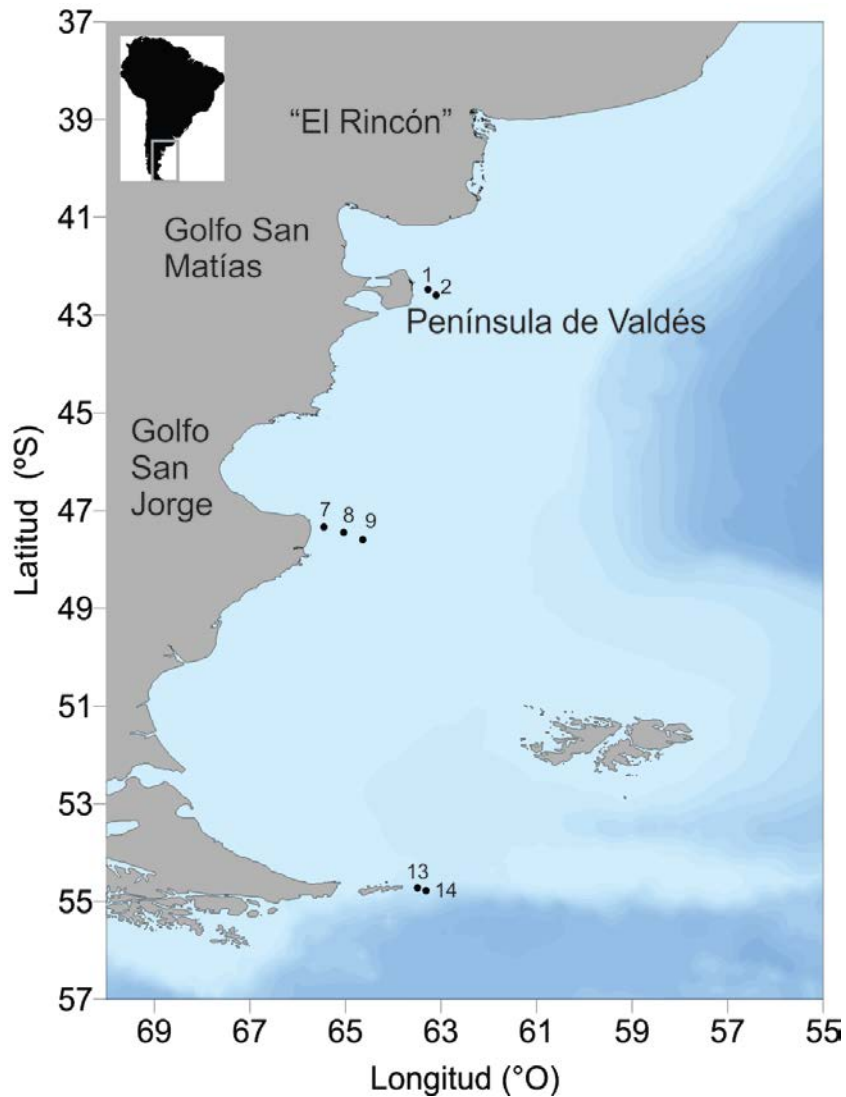 37
39
"El Rincón"
41
Golfo San
Matías
1
2
43
Península de Valdés
45
Golfo
San
Jorge
47
7
8
9
49
51
53
13
14
55
57
Latitud (ºS)
69
67
65
63
61
59
57
55
Longitud (°O)